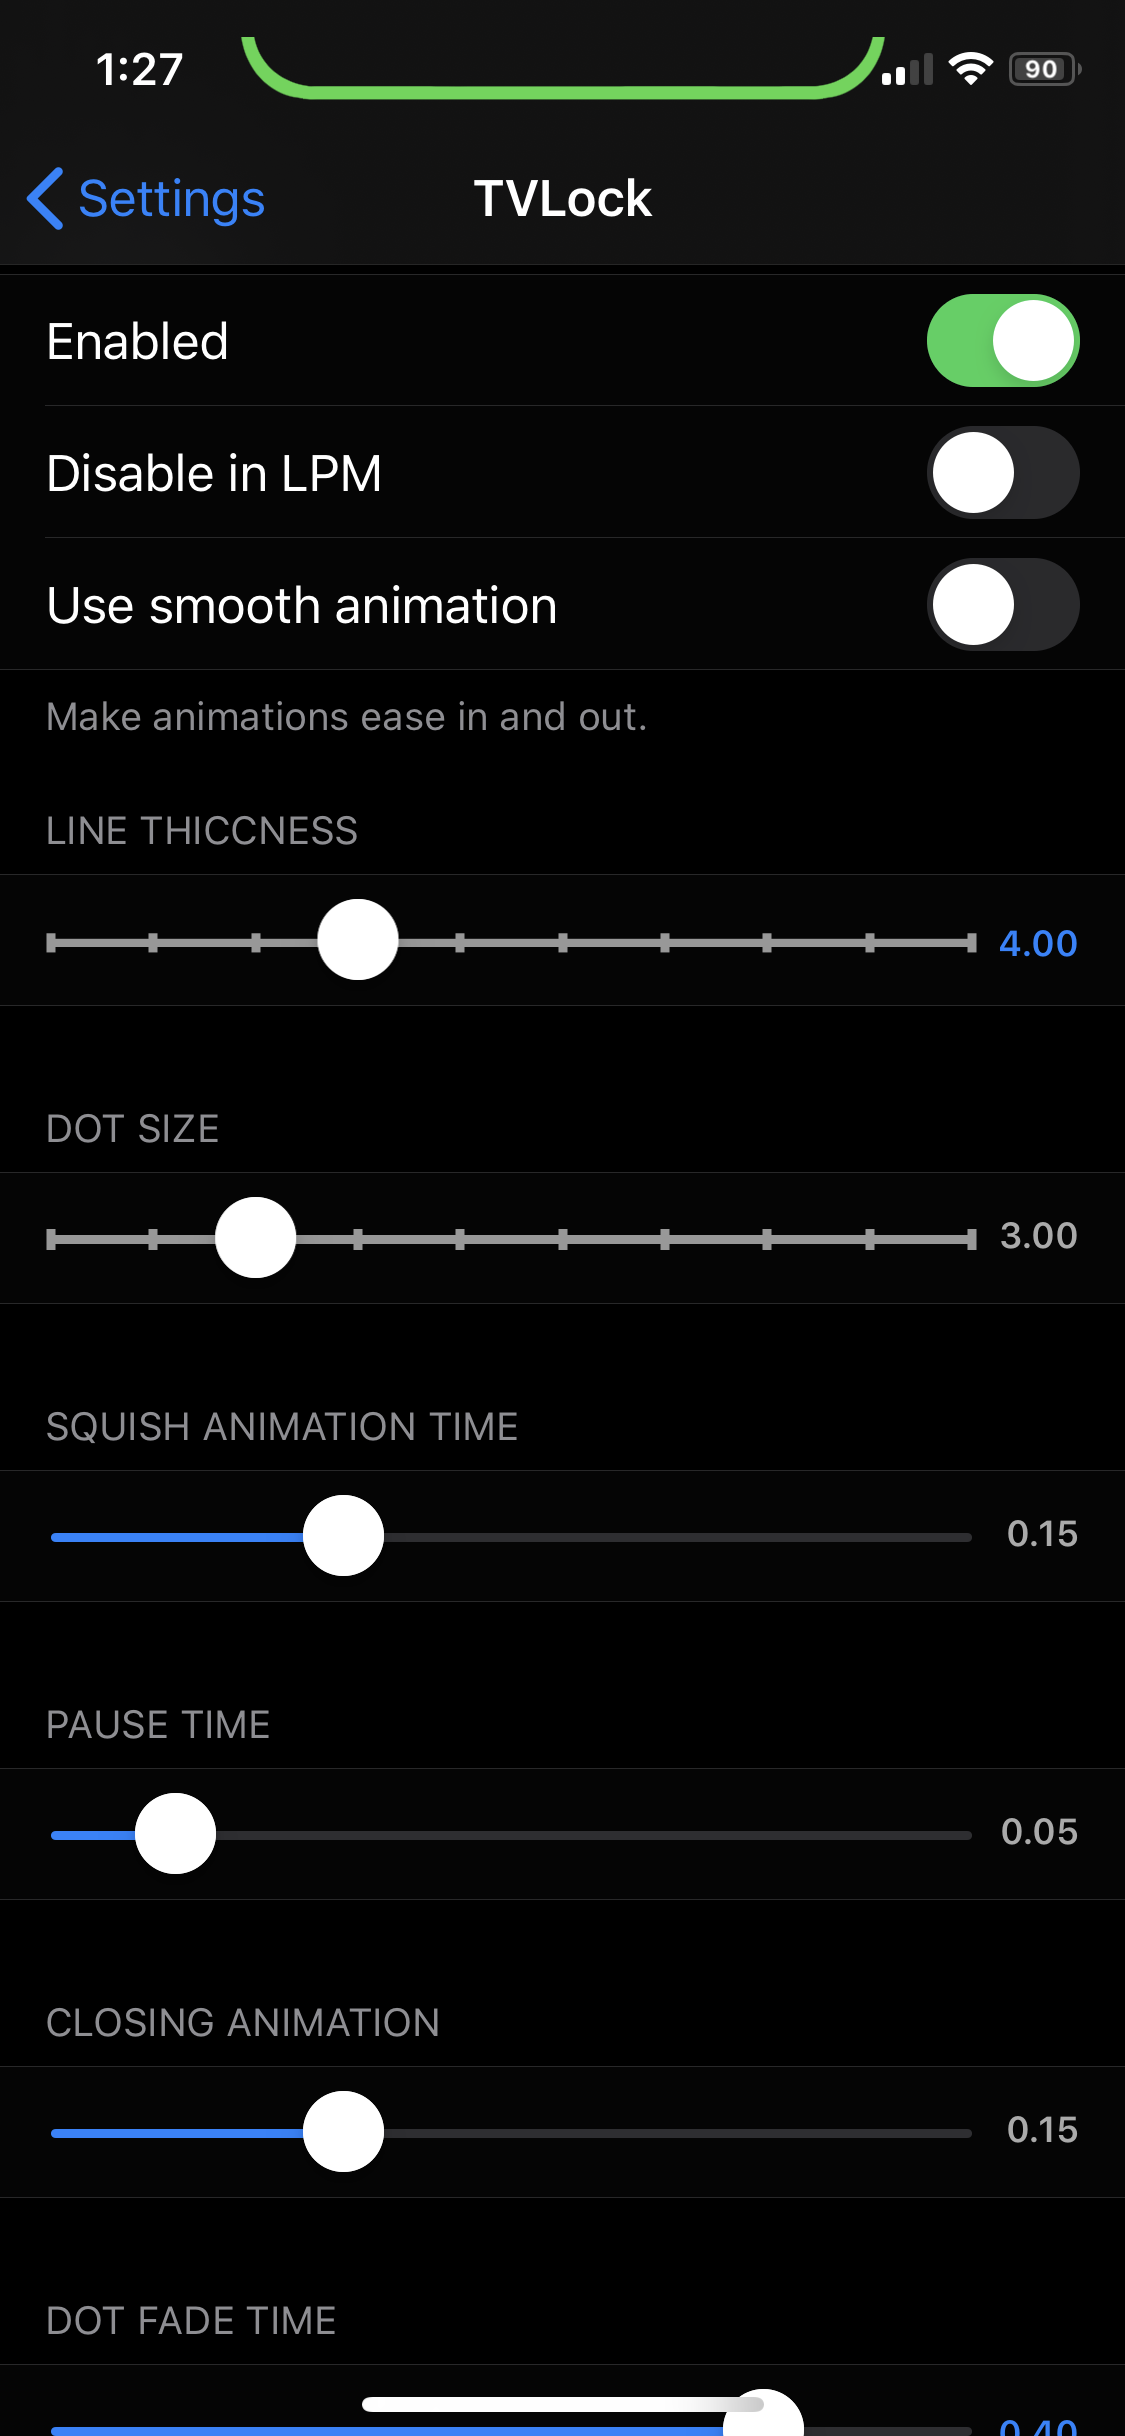 1:27
90
Settings
TVLock
Enabled
Disable in LPM
Use smooth animation
Make animations ease in and out.
LINE THICCNESS
4.00
DOT SIZE
3.00
SQUISH ANIMATION TIME
0.15
PAUSE TIME
0.05
CLOSING ANIMATION
0.15
DOT FADE TIME
0.40